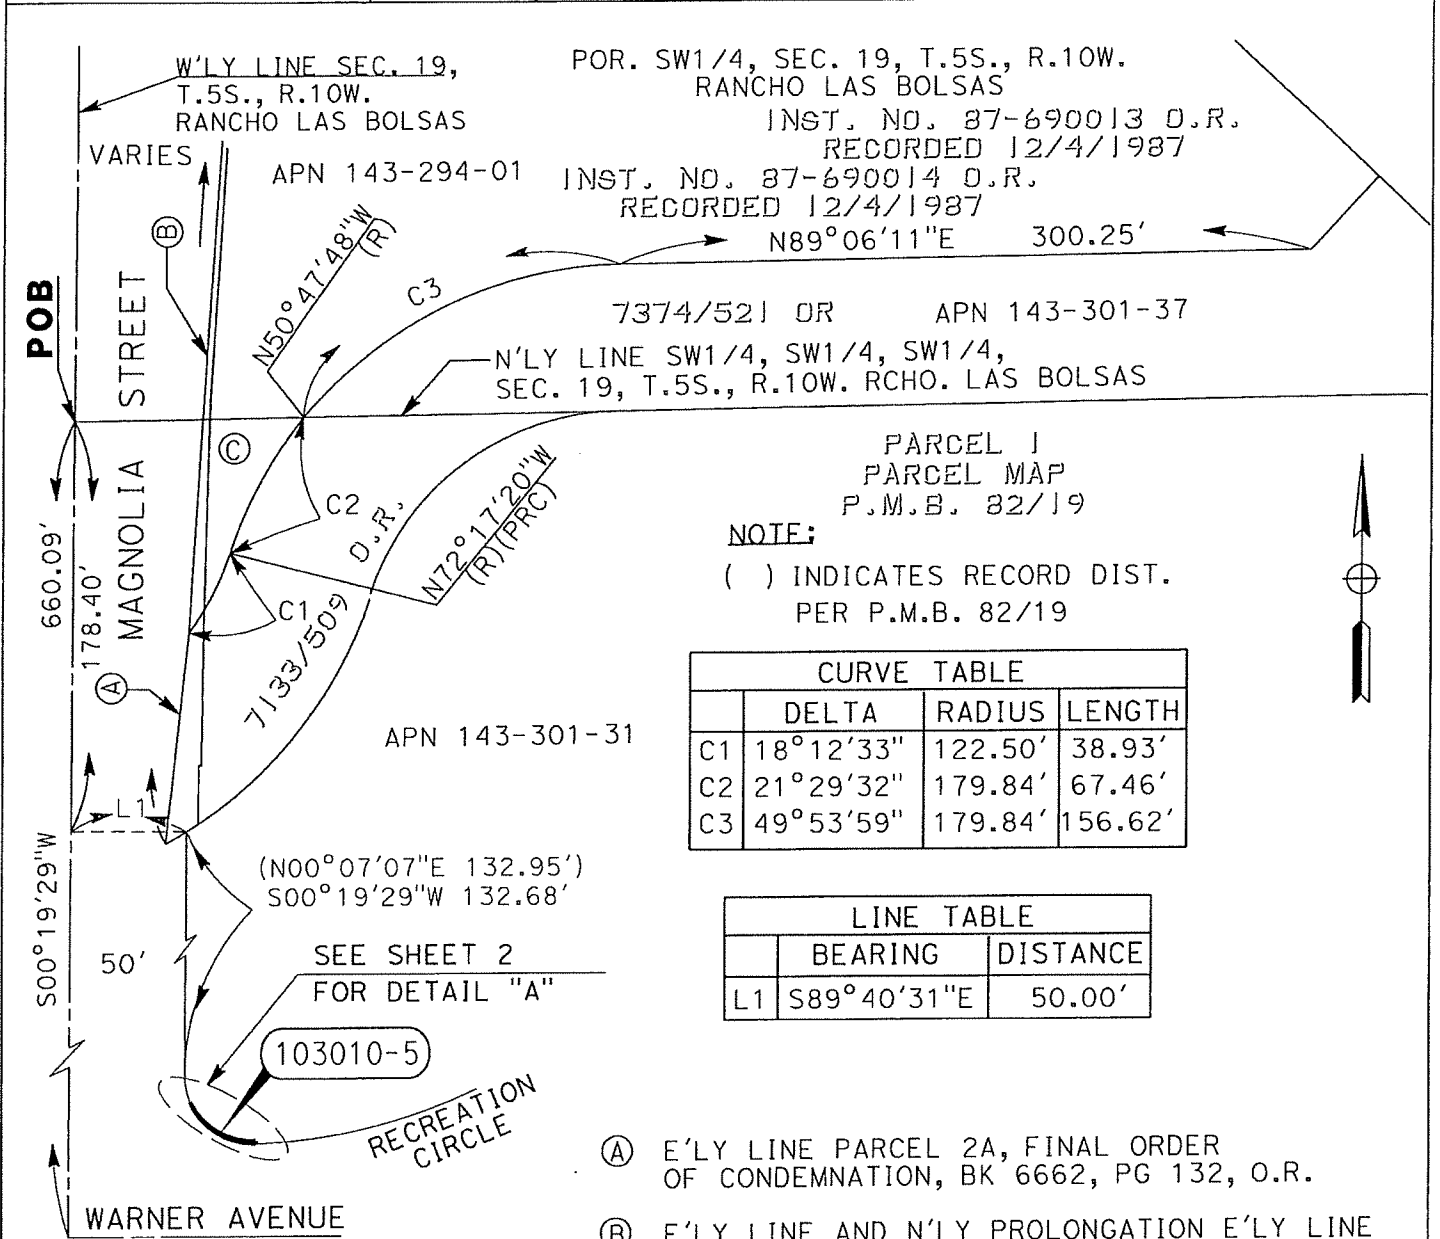 W'LY LINE SEC. 19,
T.5S., R.10W.
RANCHO LAS BOLSAS
POR. SW1/4, SEC. 19, T.5S., R.10W.
RANCHO LAS BOLSAS
INST. NO. 87-690013 O.R.
RECORDED 12/4/1987
VARIES
APN 143-294-01
INST. NO. 87-690014 O.R.
RECORDED 12/4/1987
B
N50°47'48"W
(R)
N89°06'11"E 300.25'
C3
POB
MAGNOLIA STREET
7374/521 OR
APN 143-301-37
N'LY LINE SW1/4, SW1/4, SW1/4,
SEC. 19, T.5S., R.10W. RCHO. LAS BOLSAS
C
PARCEL 1
PARCEL MAP
P.M.B. 82/19
C2
660.09'
178.40'
7133/509 O.R.
N72°17'20"W
(R)(PRC)
NOTE:
( ) INDICATES RECORD DIST.
PER P.M.B. 82/19
C1
A
APN 143-301-31
CURVE TABLE
DELTA RADIUS LENGTH
C1 18°12'33" 122.50' 38.93'
C2 21°29'32" 179.84' 67.46'
C3 49°53'59" 179.84' 156.62'
L1
S00°19'29"W
(N00°07'07"E 132.95')
S00°19'29"W 132.68'
LINE TABLE
BEARING DISTANCE
L1 S89°40'31"E 50.00'
50'
SEE SHEET 2
FOR DETAIL "A"
103010-5
RECREATION
CIRCLE
A E'LY LINE PARCEL 2A, FINAL ORDER
OF CONDEMNATION, BK 6662, PG 132, O.R.
WARNER AVENUE
B E'LY LINE AND N'LY PROLONGATION E'LY LINE